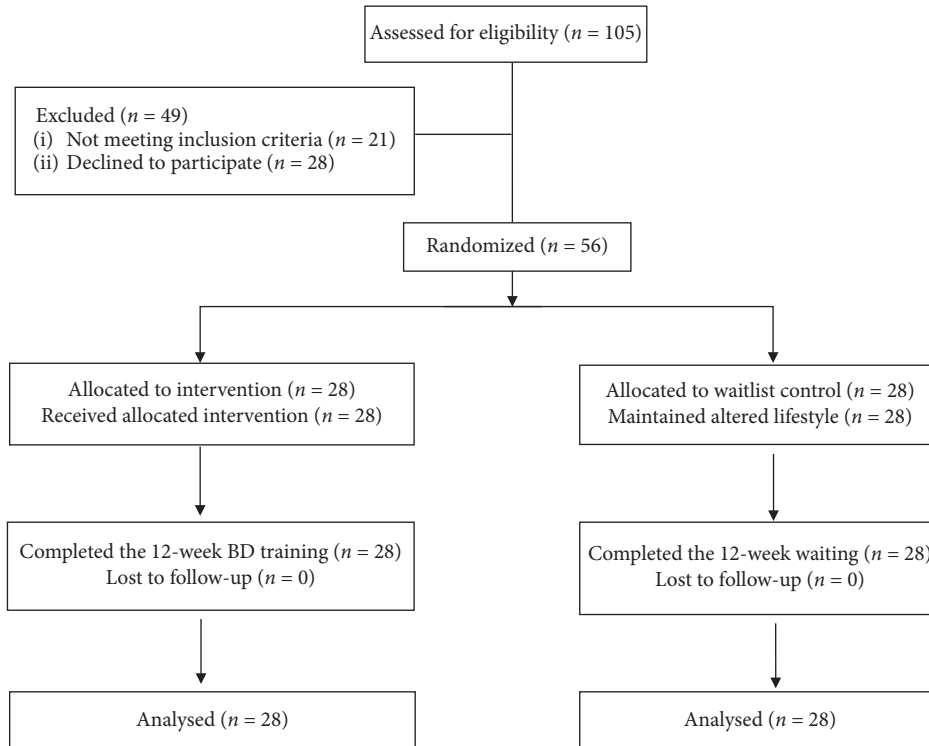 Assessed for eligibility (n = 105)
Excluded (n = 49)
(i) Not meeting inclusion criteria (n = 21)
(ii) Declined to participate (n = 28)
Randomized (n = 56)
Allocated to intervention (n = 28)
Received allocated intervention (n = 28)
Allocated to waitlist control (n = 28)
Maintained altered lifestyle (n = 28)
Completed the 12-week BD training (n = 28)
Lost to follow-up (n = 0)
Completed the 12-week waiting (n = 28)
Lost to follow-up (n = 0)
Analysed (n = 28)
Analysed (n = 28)